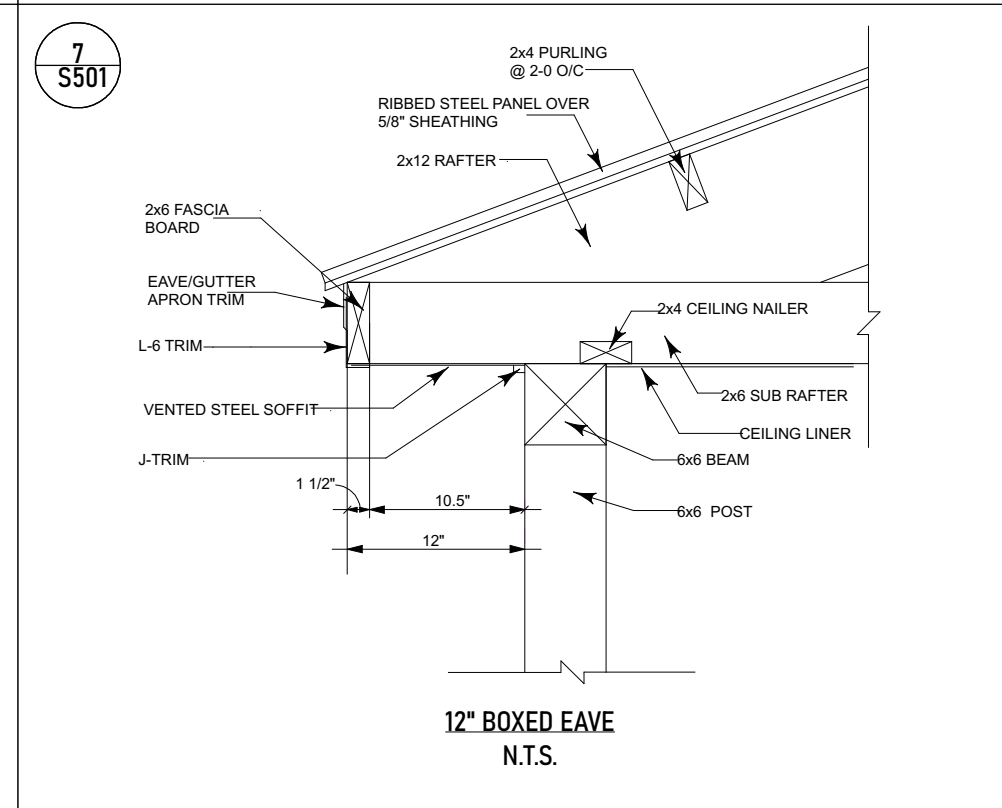 7
S501
2x4 PURLING
@ 2-0 O/C
RIBBED STEEL PANEL OVER
5/8" SHEATHING
2x12 RAFTER
2x6 FASCIA
BOARD
EAVE/GUTTER
APRON TRIM
2x4 CEILING NAILER
L-6 TRIM
2x6 SUB RAFTER
VENTED STEEL SOFFIT
CEILING LINER
J-TRIM
6x6 BEAM
1 1/2"
10.5"
6x6 POST
12"
12" BOXED EAVE
N.T.S.